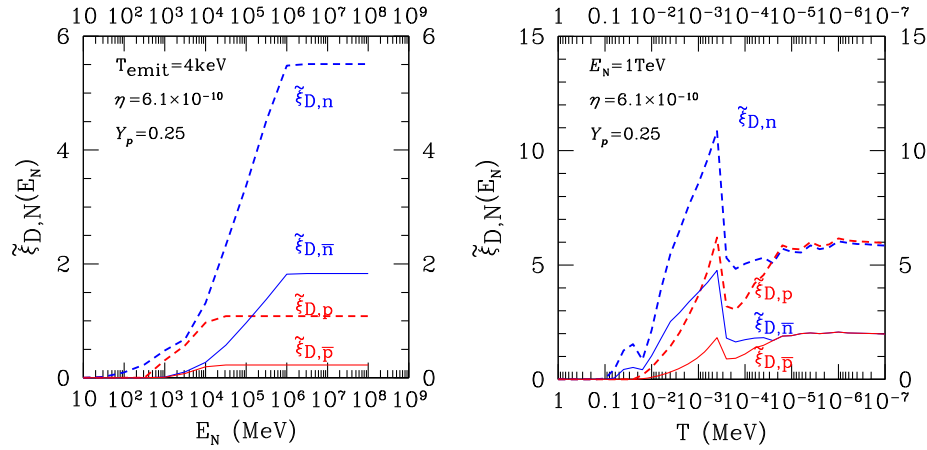 10 10² 10³ 10⁴ 10⁵ 10⁶ 10⁷ 10⁸ 10⁹
6 6
T_emit=4keV
η=6.1×10⁻¹⁰
Y_p=0.25
ξ̃_D,n
4 4
ξ̃_D,N(E_N)
ξ̃_D,n̅
2 2
ξ̃_D,p
ξ̃_D,p̅
0 0
10 10² 10³ 10⁴ 10⁵ 10⁶ 10⁷ 10⁸ 10⁹
E_N (MeV)
1 0.1 10⁻² 10⁻³ 10⁻⁴ 10⁻⁵ 10⁻⁶ 10⁻⁷
15 15
E_N=1TeV
η=6.1×10⁻¹⁰
Y_p=0.25
ξ̃_D,n
10 10
ξ̃_D,N(E_N)
5 5
ξ̃_D,p
ξ̃_D,n̅
ξ̃_D,p̅
0 0
1 0.1 10⁻² 10⁻³ 10⁻⁴ 10⁻⁵ 10⁻⁶ 10⁻⁷
T (MeV)